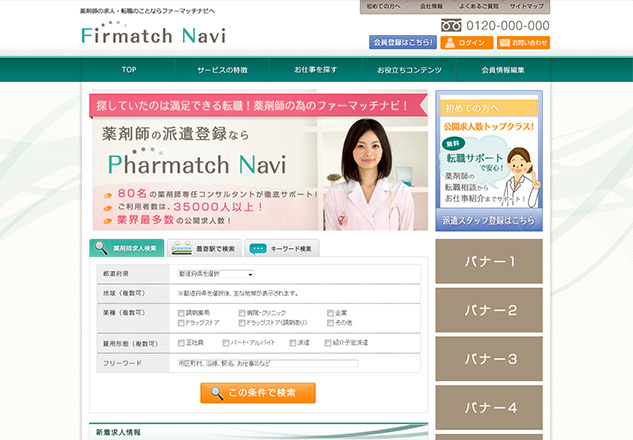 薬剤師の求人・転職のことならファーマッチナビへ
Firmatch Navi
初めての方へ
会社情報
よくあるご質問
サイトマップ
0120-000-000
会員登録はこちら!
ログイン
お問い合わせ
TOP
サービスの特徴
お仕事を探す
お役立ちコンテンツ
会員情報編集
探していたのは満足できる転職!薬剤師の為のファーマッチナビ!
薬剤師の派遣登録なら
Pharmatch Navi
80名の薬剤師専任コンサルタントが徹底サポート!
ご利用者数は、35000人以上!
業界最多数の公開求人数!
初めての方へ
公開求人数トップクラス!
無料
転職サポート
で安心!
薬剤師の
転職相談から
お仕事紹介までサポート!
派遣スタッフ登録はこちら
薬剤師求人検索
最寄駅で検索
キーワード検索
都道府県
都道府県を選択
地域(複数可)
※都道府県を選択後、主な地域が表示されます。
業種(複数可)
調剤薬局
病院・クリニック
企業
ドラッグストア
ドラッグストア(調剤あり)
その他
雇用形態(複数可)
正社員
パート・アルバイト
派遣
紹介予定派遣
フリーワード
市区町村、沿線、駅名、お仕事IDなど
この条件で検索
新着求人情報
バナー1
バナー2
バナー3
バナー4